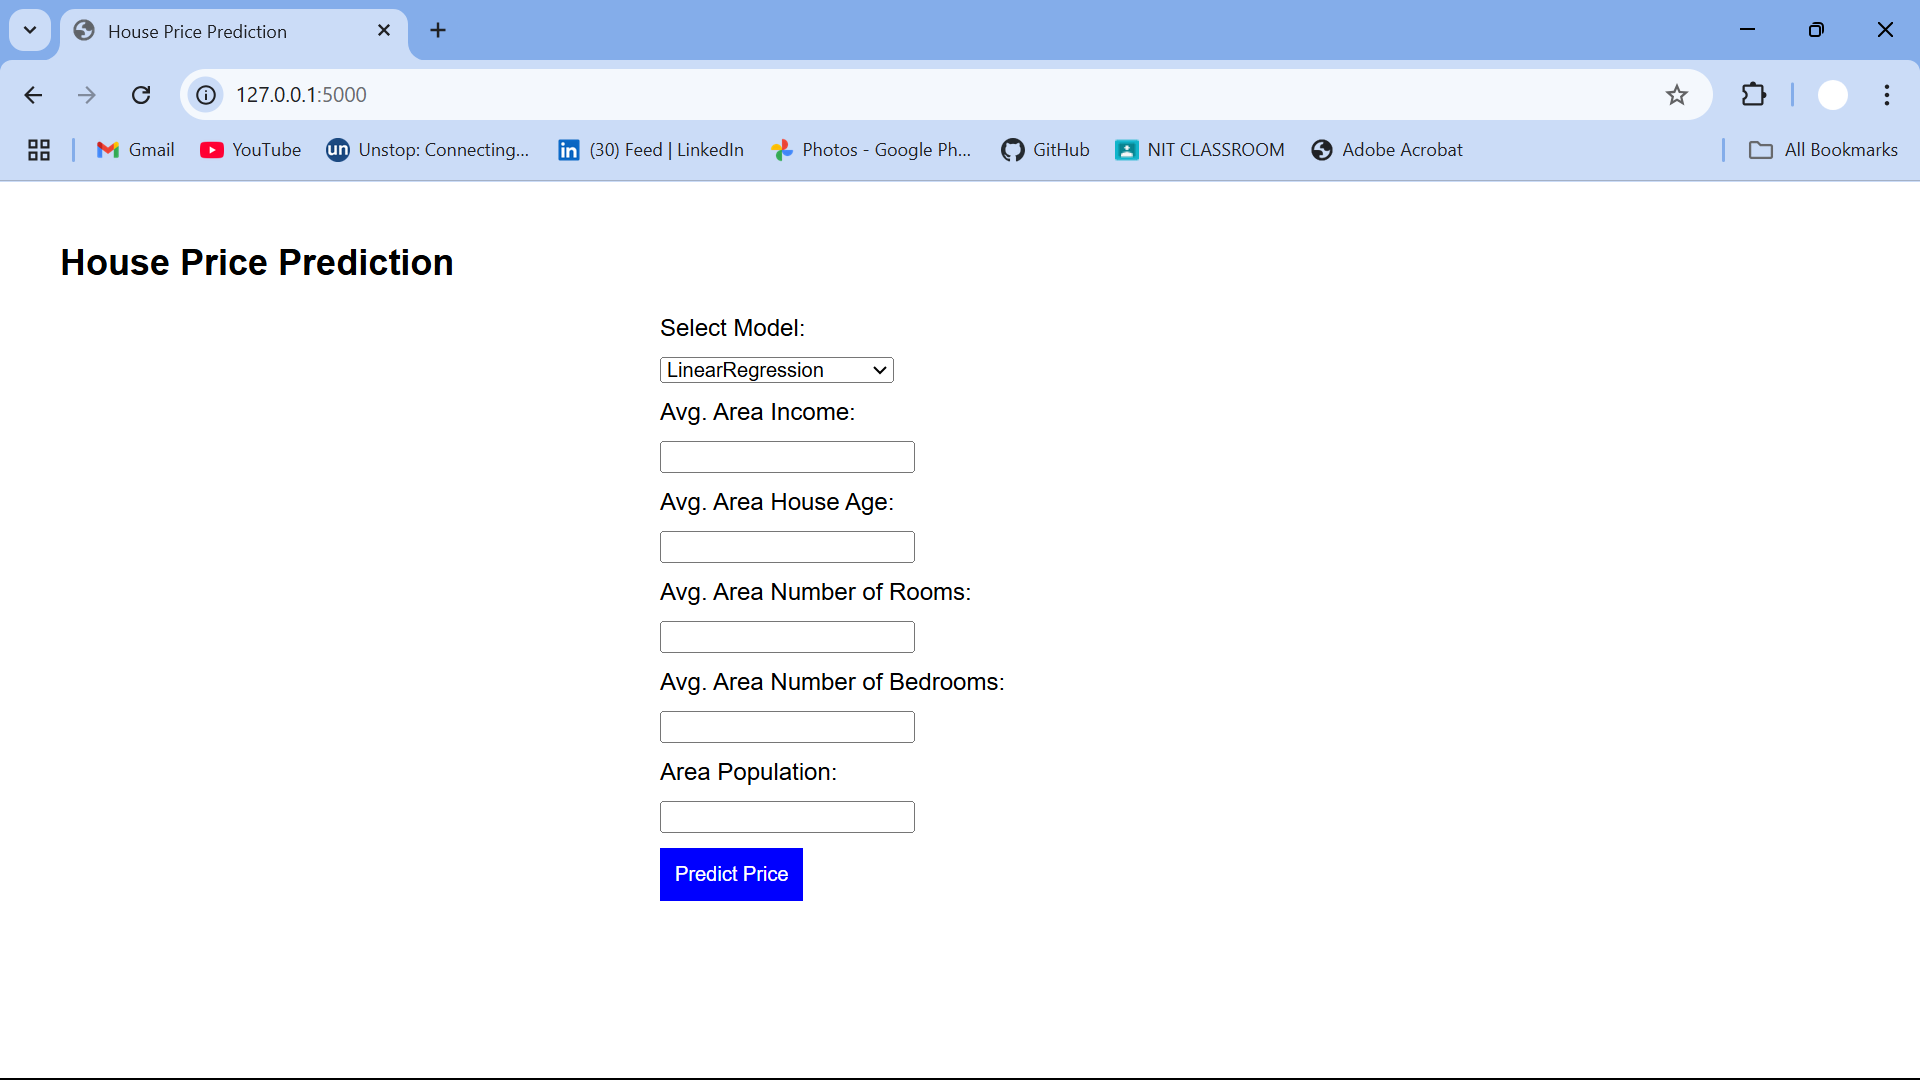 House Price Prediction
127.0.0.1:5000
Gmail YouTube un Unstop: Connecting... in (30) Feed | LinkedIn Photos - Google Ph... GitHub NIT CLASSROOM Adobe Acrobat All Bookmarks
House Price Prediction
Select Model:
LinearRegression
Avg. Area Income:
Avg. Area House Age:
Avg. Area Number of Rooms:
Avg. Area Number of Bedrooms:
Area Population:
Predict Price